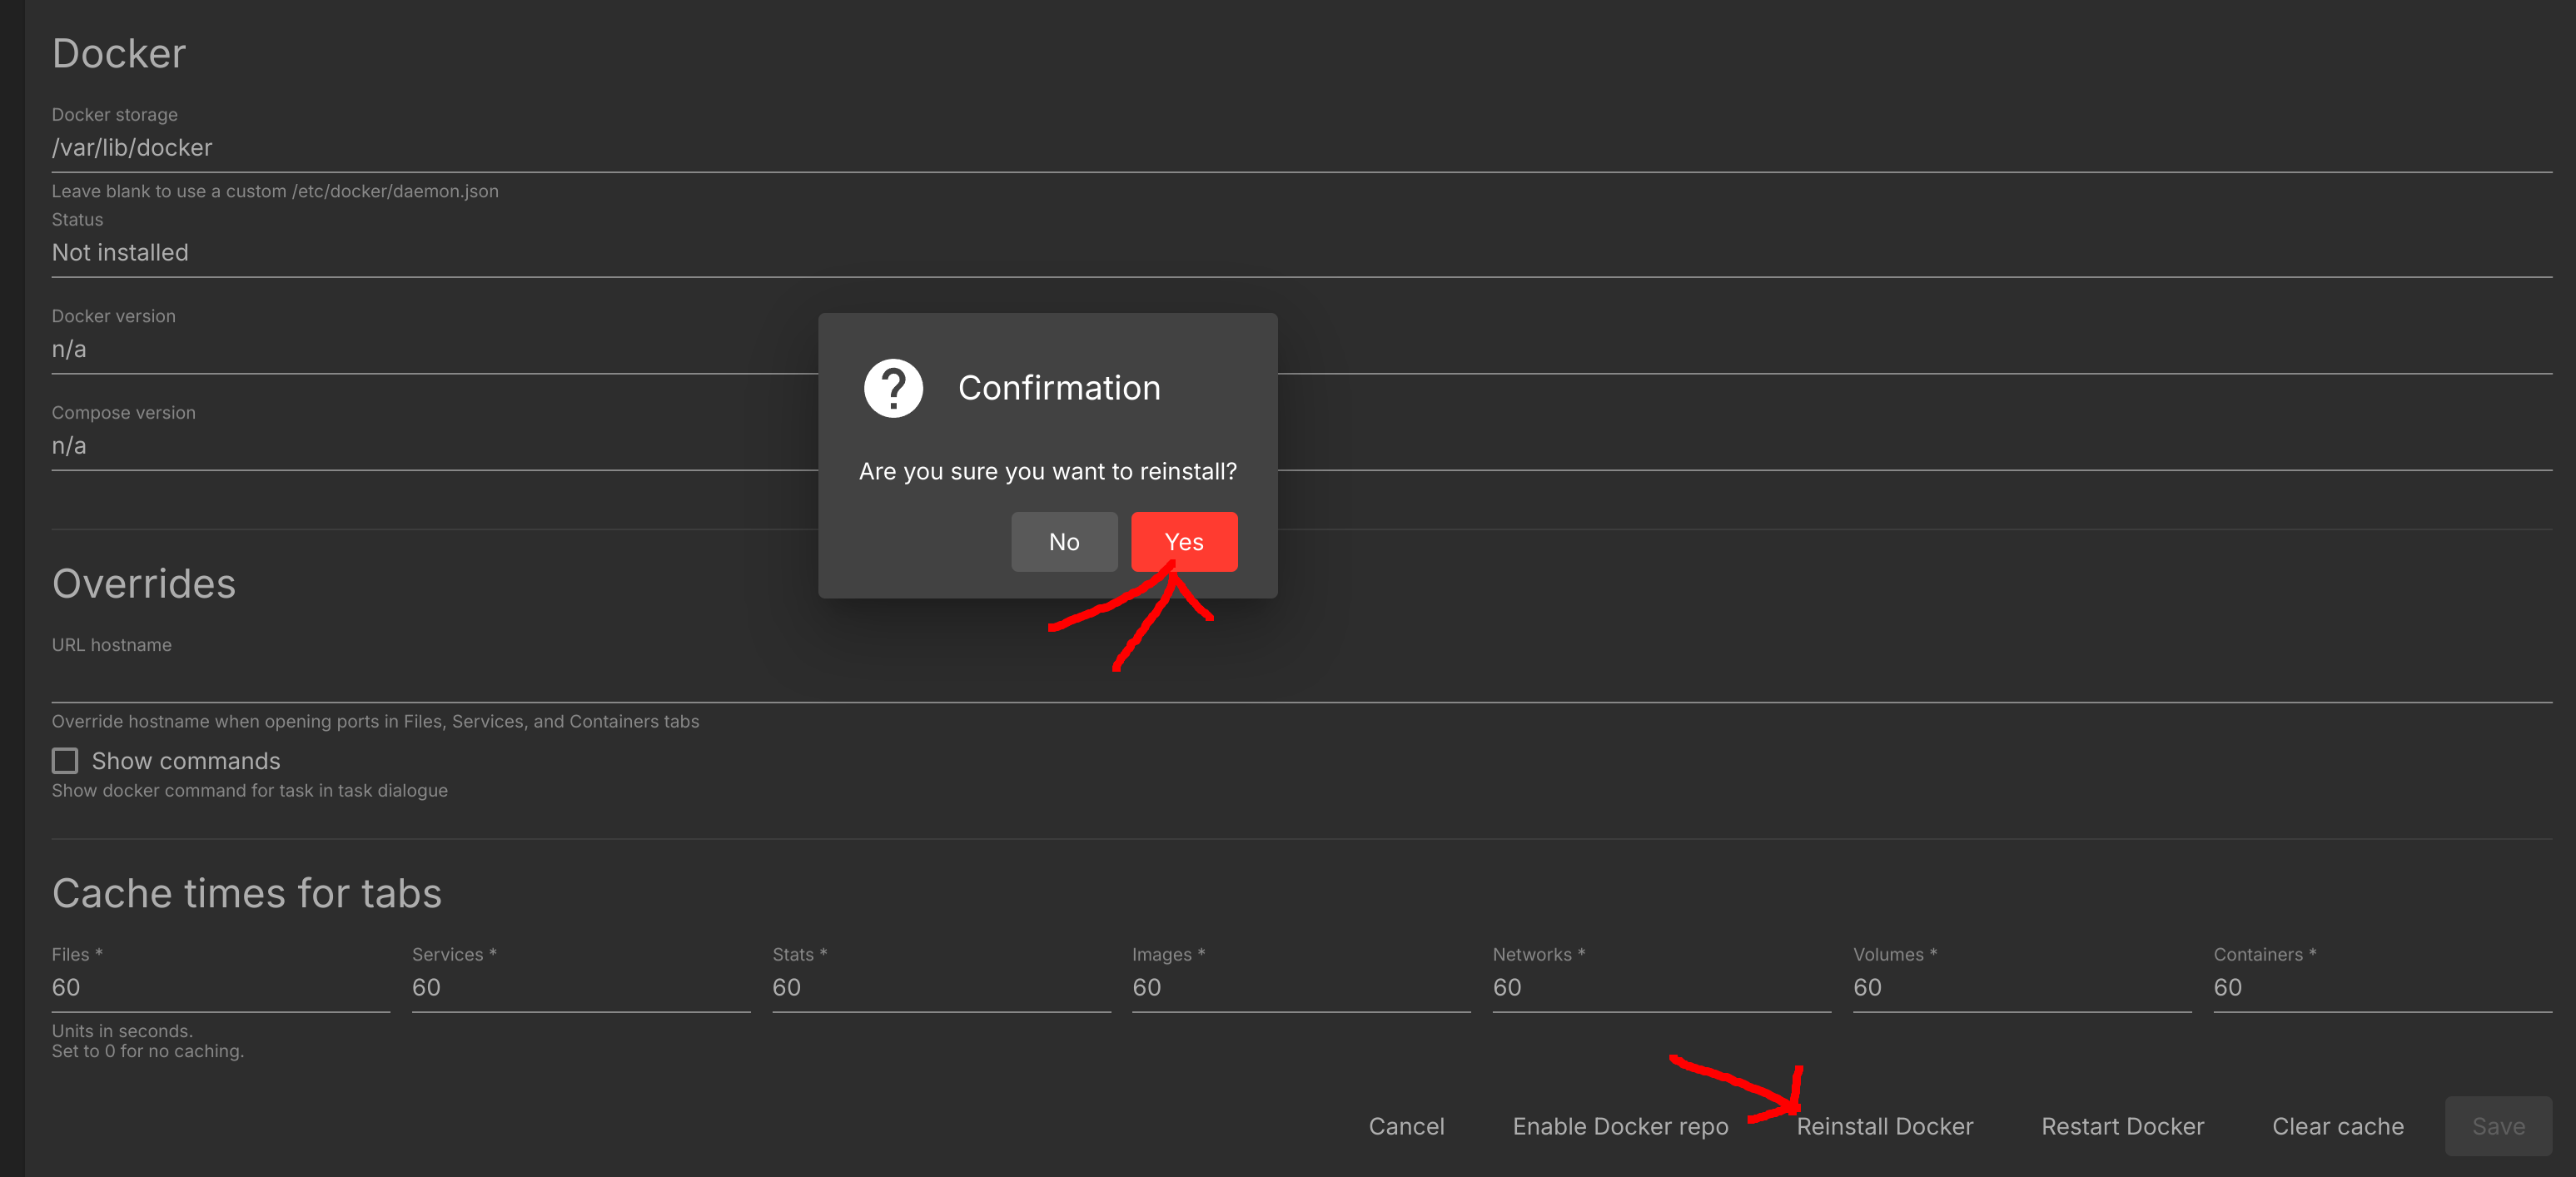 Docker
Docker storage
/var/lib/docker
Leave blank to use a custom /etc/docker/daemon.json
Status
Not installed
Docker version
n/a
Compose version
n/a
Confirmation
Are you sure you want to reinstall?
No
Yes
Overrides
URL hostname
Override hostname when opening ports in Files, Services, and Containers tabs
Show commands
Show docker command for task in task dialogue
Cache times for tabs
Files * Services * Stats * Images * Networks * Volumes * Containers *
60 60 60 60 60 60 60
Units in seconds.
Set to 0 for no caching.
Cancel Enable Docker repo Reinstall Docker Restart Docker Clear cache Save